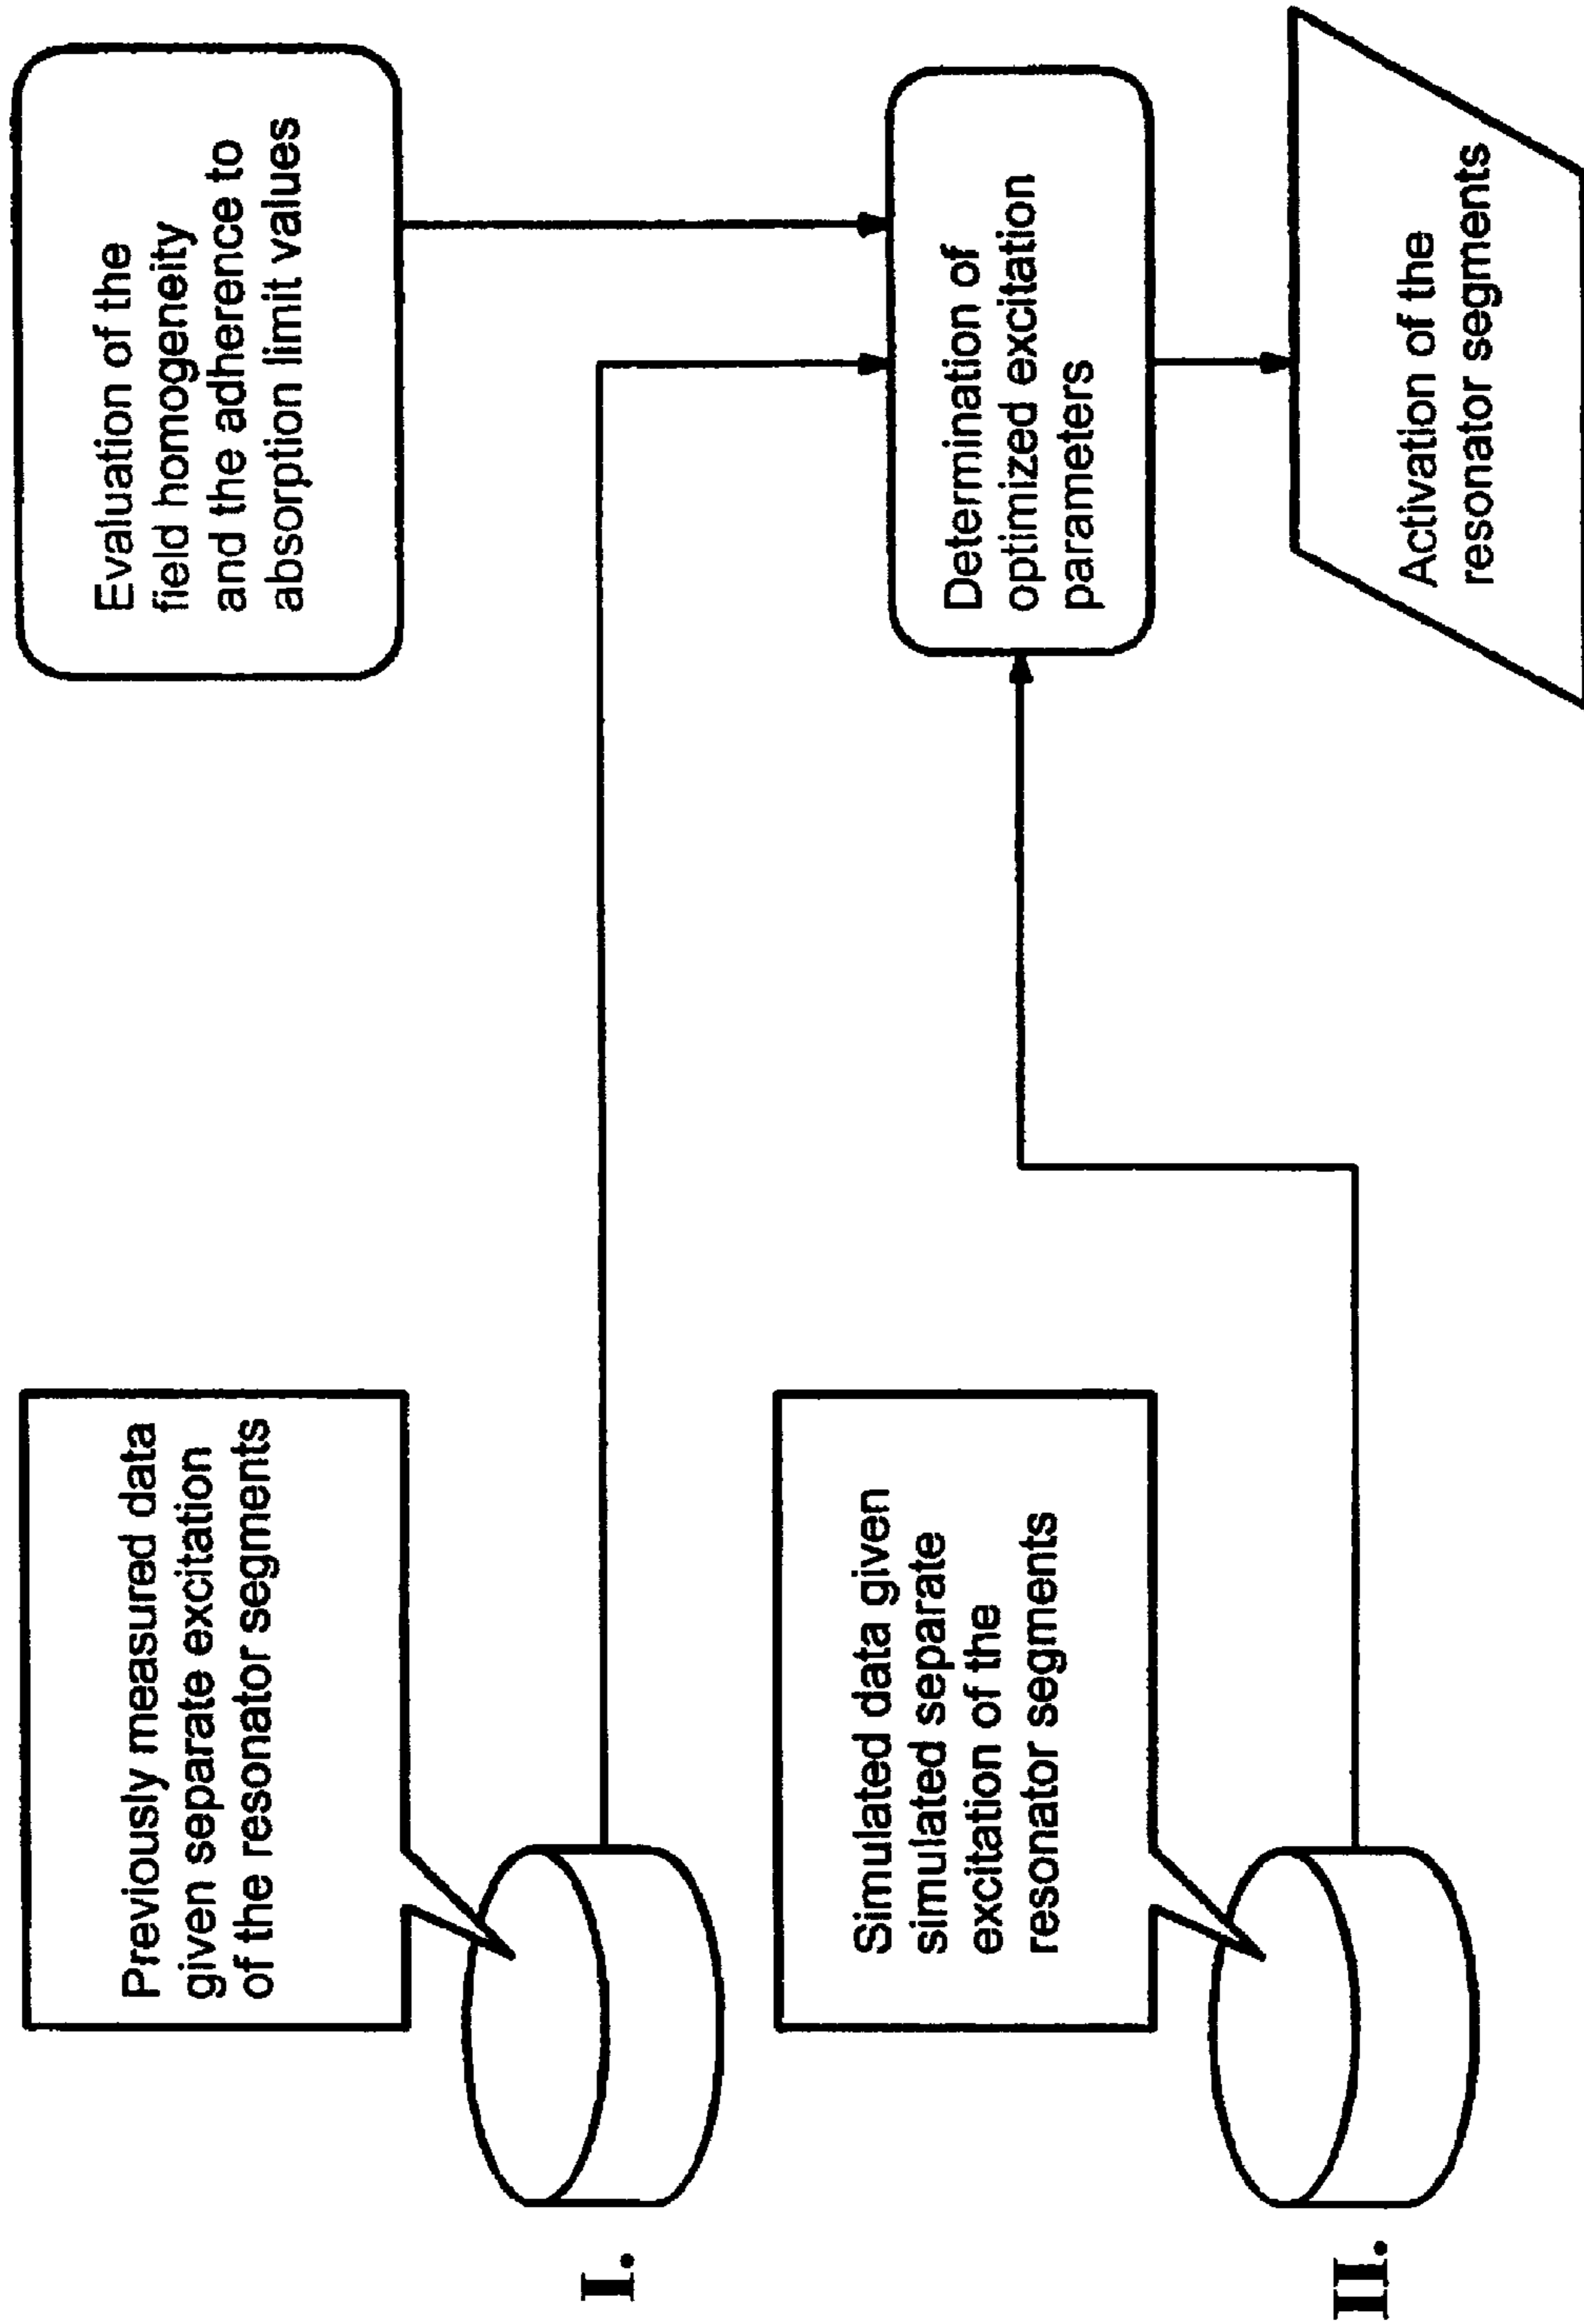 Previously measured data
given separate excitation
of the resonator segments
I.
Simulated data given
simulated separate
excitation of the
resonator segments
II.
Evaluation of the
field homogeneity
and the adherence to
absorption limit values
Determination of
optimized excitation
parameters
Activation of the
resonator segments